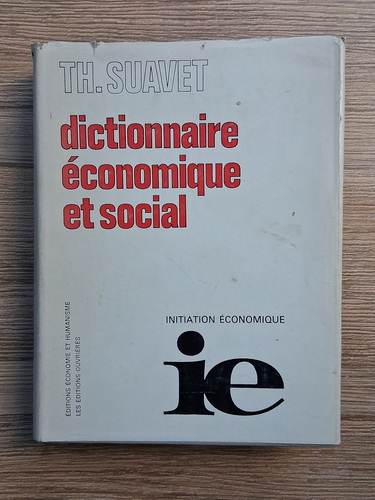 TH. SUAVET
dictionnaire
économique
et social
INITIATION ÉCONOMIQUE
ie
ÉDITIONS ÉCONOMIE ET HUMANISME
LES ÉDITIONS OUVRIÈRES